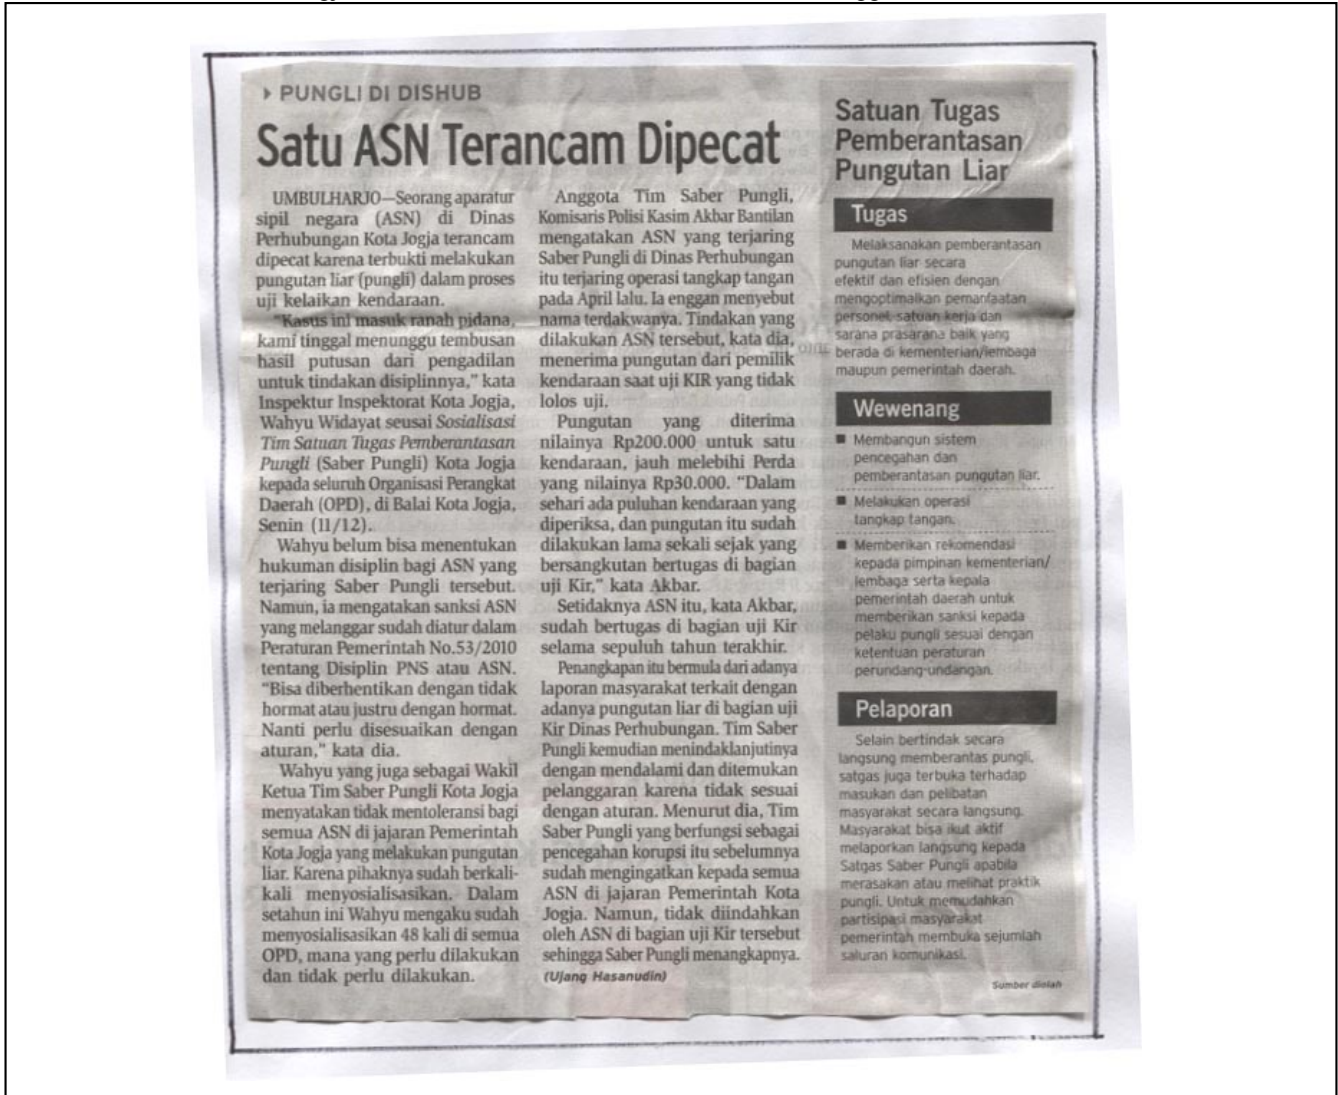 PUNGLI DI DISHUB
Satu ASN Terancam Dipecat
UMBULHARJO—Seorang aparatur
sipil negara (ASN) di Dinas
Perhubungan Kota Jogja terancam
dipecat karena terbukti melakukan
pungutan liar (pungli) dalam proses
uji kelaikan kendaraan.
"Kasus ini masuk ranah pidana,
kami tinggal menunggu tembusan
hasil putusan dari pengadilan
untuk tindakan disiplinnya," kata
Inspektur Inspektorat Kota Jogja,
Wahyu Widayat seusai Sosialisasi
Tim Satuan Tugas Pemberantasan
Pungli (Saber Pungli) Kota Jogja
kepada seluruh Organisasi Perangkat
Daerah (OPD), di Balai Kota Jogja,
Senin (11/12).
Wahyu belum bisa menentukan
hukuman disiplin bagi ASN yang
terjaring Saber Pungli tersebut.
Namun, ia mengatakan sanksi ASN
yang melanggar sudah diatur dalam
Peraturan Pemerintah No.53/2010
tentang Disiplin PNS atau ASN.
"Bisa diberhentikan dengan tidak
hormat atau justru dengan hormat.
Nanti perlu disesuaikan dengan
aturan," kata dia.
Wahyu yang juga sebagai Wakil
Ketua Tim Saber Pungli Kota Jogja
menyatakan tidak mentoleransi bagi
semua ASN di jajaran Pemerintah
Kota Jogja yang melakukan pungutan
liar. Karena pihaknya sudah berkali-
kali menyosialisasikan. Dalam
setahun ini Wahyu mengaku sudah
menyosialisasikan 48 kali di semua
OPD, mana yang perlu dilakukan
dan tidak perlu dilakukan.
Anggota Tim Saber Pungli,
Komisaris Polisi Kasim Akbar Bantilan
mengatakan ASN yang terjaring
Saber Pungli di Dinas Perhubungan
itu terjaring operasi tangkap tangan
pada April lalu. Ia enggan menyebut
nama terdakwanya. Tindakan yang
dilakukan ASN tersebut, kata dia,
menerima pungutan dari pemilik
kendaraan saat uji KIR yang tidak
lolos uji.
Pungutan yang diterima
nilainya Rp200.000 untuk satu
kendaraan, jauh melebihi Perda
yang nilainya Rp30.000. "Dalam
sehari ada puluhan kendaraan yang
diperiksa, dan pungutan itu sudah
dilakukan lama sekali sejak yang
bersangkutan bertugas di bagian
uji Kir," kata Akbar.
Setidaknya ASN itu, kata Akbar,
sudah bertugas di bagian uji Kir
selama sepuluh tahun terakhir.
Penangkapan itu bermula dari adanya
laporan masyarakat terkait dengan
adanya pungutan liar di bagian uji
Kir Dinas Perhubungan. Tim Saber
Pungli kemudian menindaklanjutinya
dengan mendalami dan ditemukan
pelanggaran karena tidak sesuai
dengan aturan. Menurut dia, Tim
Saber Pungli yang berfungsi sebagai
pencegahan korupsi itu sebelumnya
sudah mengingatkan kepada semua
ASN di jajaran Pemerintah Kota
Jogja. Namun, tidak diindahkan
oleh ASN di bagian uji Kir tersebut
sehingga Saber Pungli menangkapnya.
(Ujang Hasanudin)
Satuan Tugas
Pemberantasan
Pungutan Liar
Tugas
Melaksanakan pemberantasan
pungutan liar secara
efektif dan efisien dengan
mengoptimalkan pemanfaatan
personel, satuan kerja dan
sarana prasarana baik yang
berada di kementerian/lembaga
maupun pemerintah daerah.
Wewenang
■ Membangun sistem
pencegahan dan
pemberantasan pungutan liar.
■ Melakukan operasi
tangkap tangan.
■ Memberikan rekomendasi
kepada pimpinan kementerian/
lembaga serta kepala
pemerintah daerah untuk
memberikan sanksi kepada
pelaku pungli sesuai dengan
ketentuan peraturan
perundang-undangan.
Pelaporan
Selain bertindak secara
langsung memberantas pungli,
satgas juga terbuka terhadap
masukan dan pelibatan
masyarakat secara langsung.
Masyarakat bisa ikut aktif
melaporkan langsung kepada
Satgas Saber Pungli apabila
merasakan atau melihat praktik
pungli. Untuk memudahkan
partisipasi masyarakat
pemerintah membuka sejumlah
saluran komunikasi.
Sumber diolah